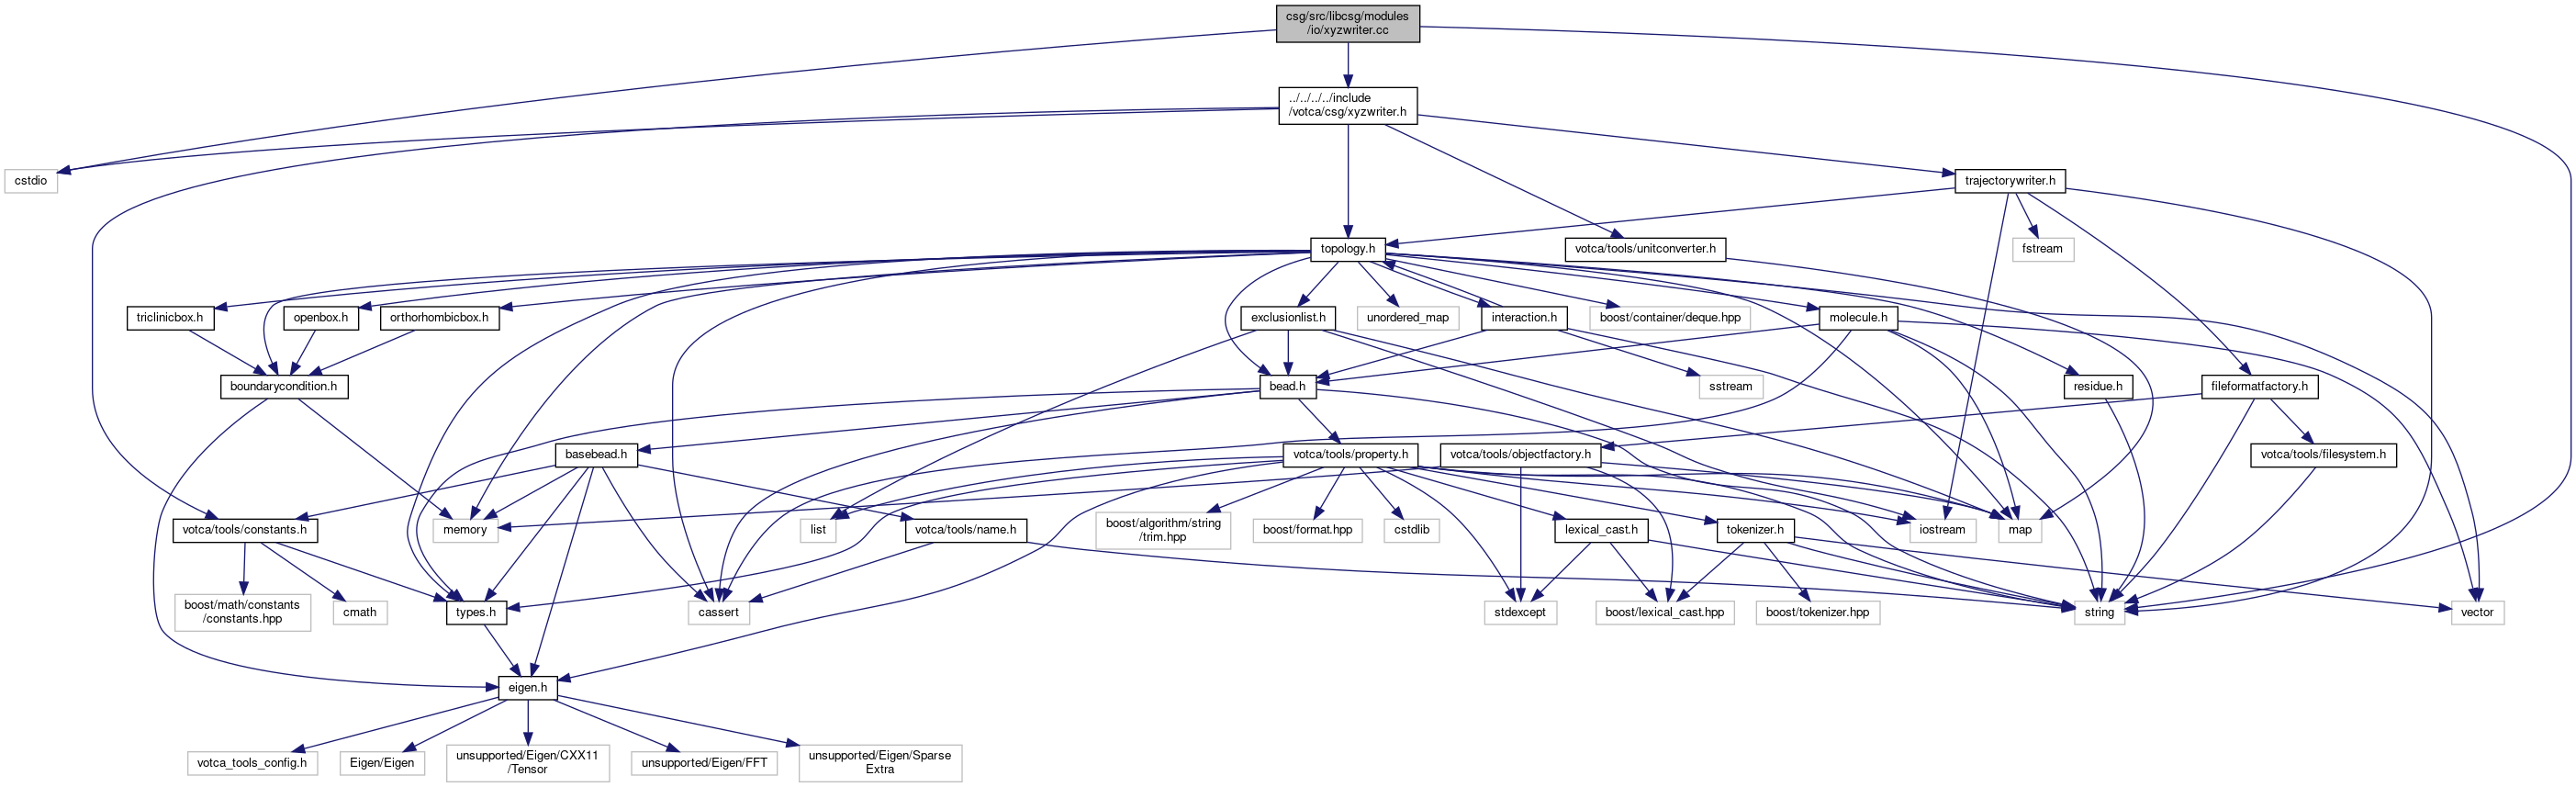 csg/src/libcsg/modules
/io/xyzwriter.cc
../../../../include
/votca/csg/xyzwriter.h
cstdio
trajectorywriter.h
topology.h
votca/tools/unitconverter.h
fstream
triclinicbox.h
openbox.h
orthorhombicbox.h
exclusionlist.h
unordered_map
interaction.h
boost/container/deque.hpp
molecule.h
boundarycondition.h
bead.h
sstream
residue.h
fileformatfactory.h
basebead.h
votca/tools/property.h
votca/tools/objectfactory.h
votca/tools/filesystem.h
votca/tools/constants.h
memory
list
votca/tools/name.h
boost/algorithm/string
/trim.hpp
boost/format.hpp
cstdlib
lexical_cast.h
tokenizer.h
iostream
map
boost/math/constants
/constants.hpp
cmath
types.h
cassert
stdexcept
boost/lexical_cast.hpp
boost/tokenizer.hpp
string
vector
eigen.h
votca_tools_config.h
Eigen/Eigen
unsupported/Eigen/CXX11
/Tensor
unsupported/Eigen/FFT
unsupported/Eigen/Sparse
Extra